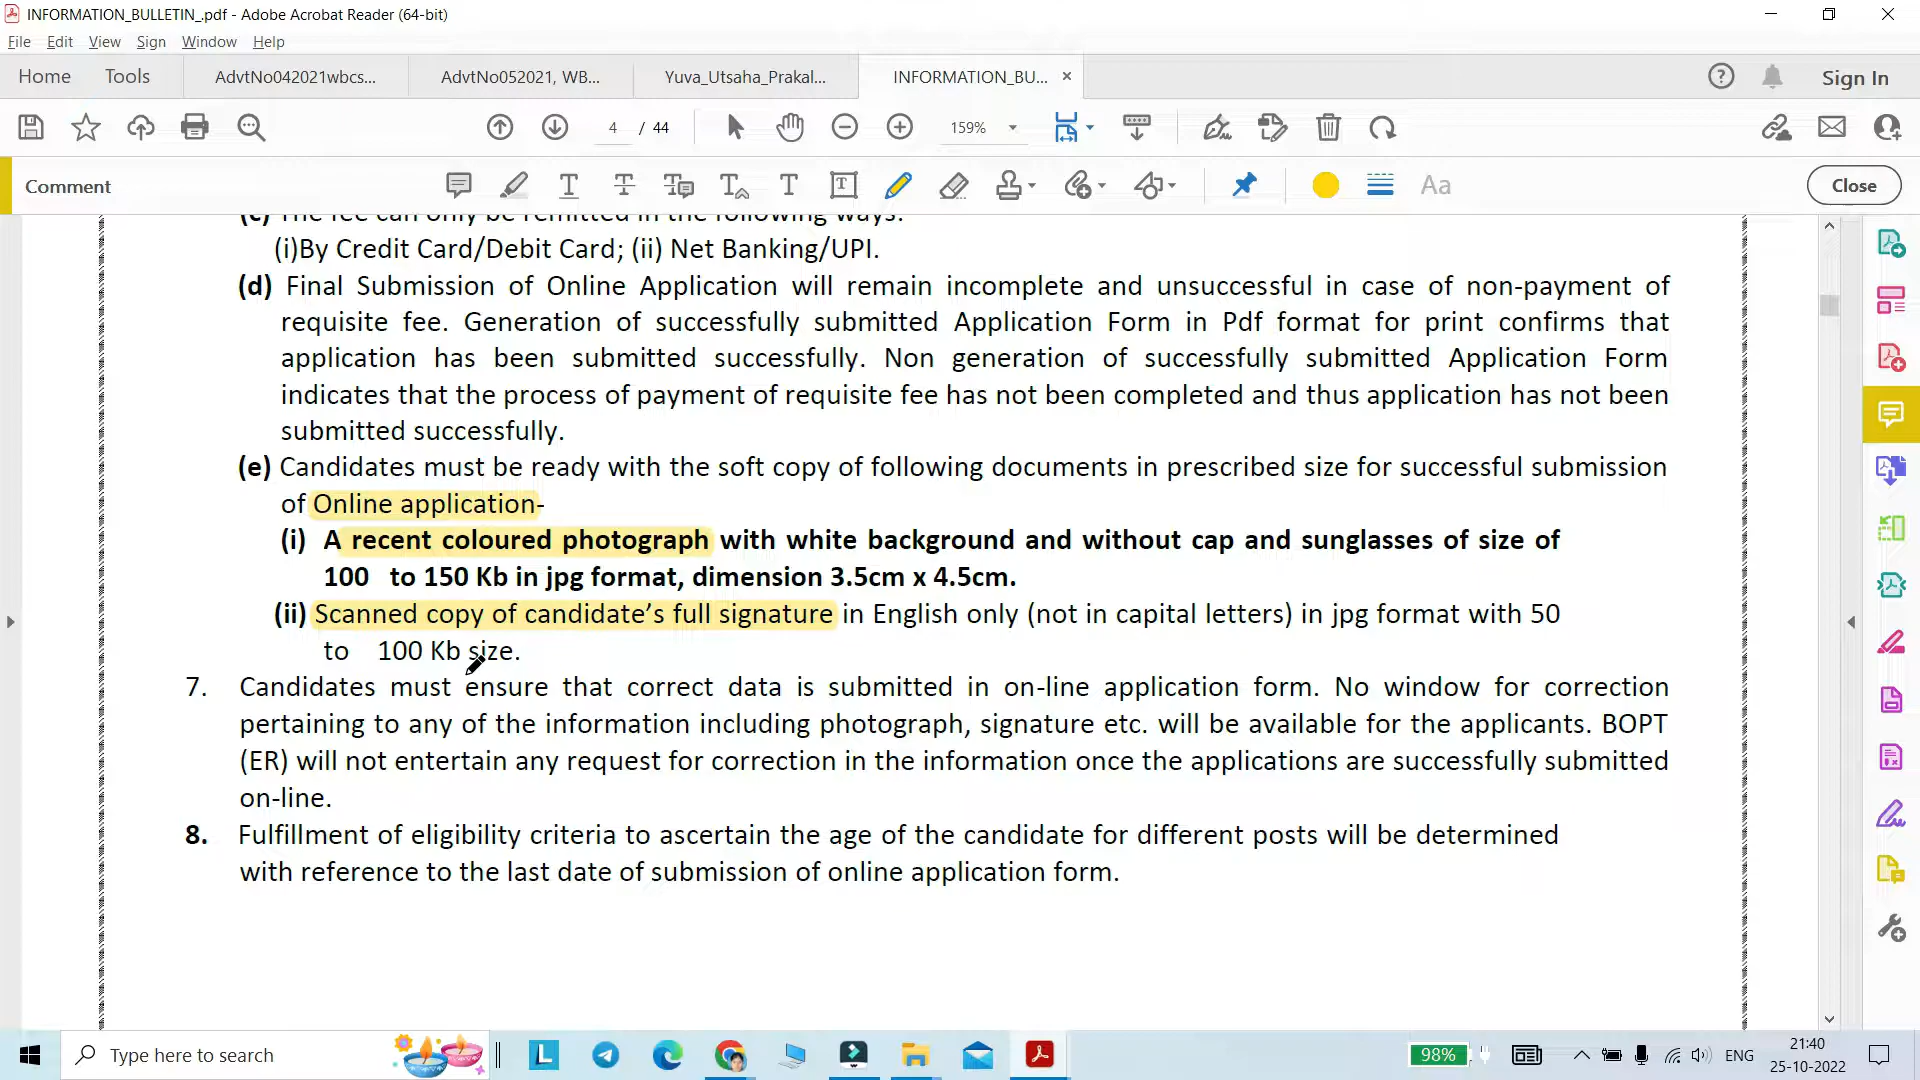 INFORMATION_BULLETIN_.pdf - Adobe Acrobat Reader (64-bit)
File Edit View Sign Window Help
Home Tools AdvtNo042021wbcs... AdvtNo052021, WB... Yuva_Utsaha_Prakal... INFORMATION_BU... × Sign In
4 / 44 159%
Comment Aa Close
(c) The fee can only be remitted in the following ways:
(i)By Credit Card/Debit Card; (ii) Net Banking/UPI.
(d) Final Submission of Online Application will remain incomplete and unsuccessful in case of non-payment of
requisite fee. Generation of successfully submitted Application Form in Pdf format for print confirms that
application has been submitted successfully. Non generation of successfully submitted Application Form
indicates that the process of payment of requisite fee has not been completed and thus application has not been
submitted successfully.
(e) Candidates must be ready with the soft copy of following documents in prescribed size for successful submission
of Online application-
(i) A recent coloured photograph with white background and without cap and sunglasses of size of
100 to 150 Kb in jpg format, dimension 3.5cm x 4.5cm.
(ii) Scanned copy of candidate's full signature in English only (not in capital letters) in jpg format with 50
to 100 Kb size.
7. Candidates must ensure that correct data is submitted in on-line application form. No window for correction
pertaining to any of the information including photograph, signature etc. will be available for the applicants. BOPT
(ER) will not entertain any request for correction in the information once the applications are successfully submitted
on-line.
8. Fulfillment of eligibility criteria to ascertain the age of the candidate for different posts will be determined
with reference to the last date of submission of online application form.
Type here to search L 98% ENG 21:40
25-10-2022